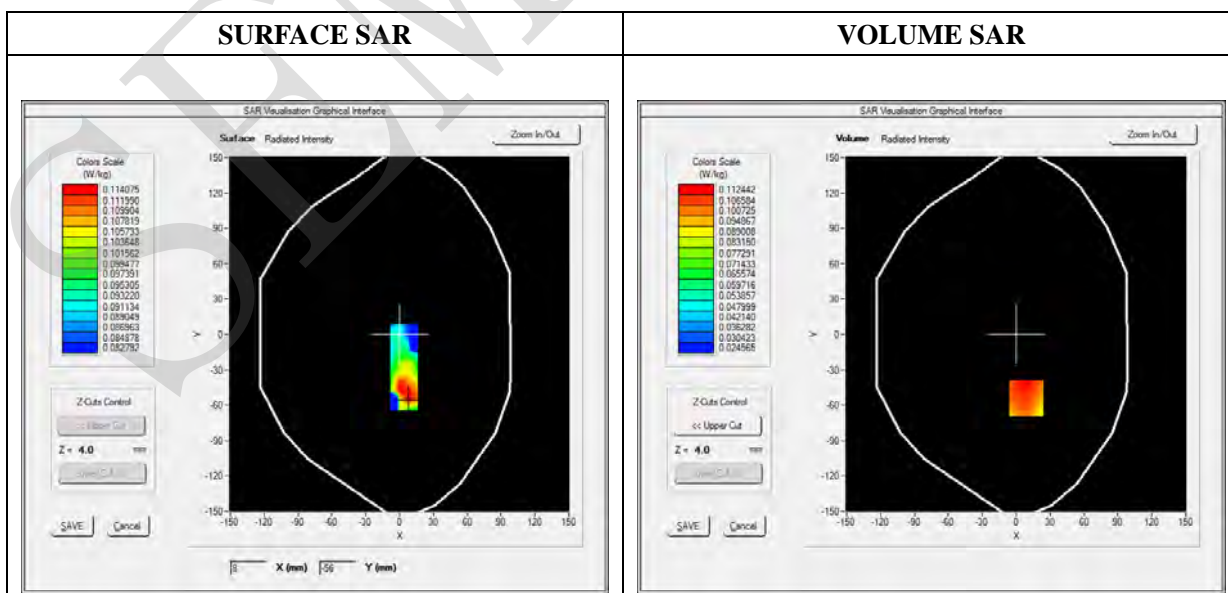 SURFACE SAR
VOLUME SAR
SAR Visualisation Graphical Interface
Surface Radiated Intensity
Zoom In/Out
Colors Scale
(W/kg)
0.114075
0.111990
0.109904
0.107819
0.105733
0.103648
0.101562
0.099477
0.097391
0.095305
0.093220
0.091134
0.089049
0.086963
0.084878
0.082792
Z-Cuts Control
<< Upper Cut
Z = 4.0 mm
SAVE Cancel
150
120
90
60
30
0
-30
-60
-90
-120
-150
Y
-150 -120 -90 -60 -30 0 30 60 90 120 150
X
8 X (mm) -56 Y (mm)
SAR Visualisation Graphical Interface
Volume Radiated Intensity
Zoom In/Out
Colors Scale
(W/kg)
0.112442
0.106584
0.100725
0.094867
0.089008
0.083150
0.077291
0.071433
0.065574
0.059716
0.053857
0.047999
0.042140
0.036282
0.030423
0.024565
Z-Cuts Control
<< Upper Cut
Z = 4.0 mm
SAVE Cancel
150
120
90
60
30
0
-30
-60
-90
-120
-150
Y
-150 -120 -90 -60 -30 0 30 60 90 120 150
X